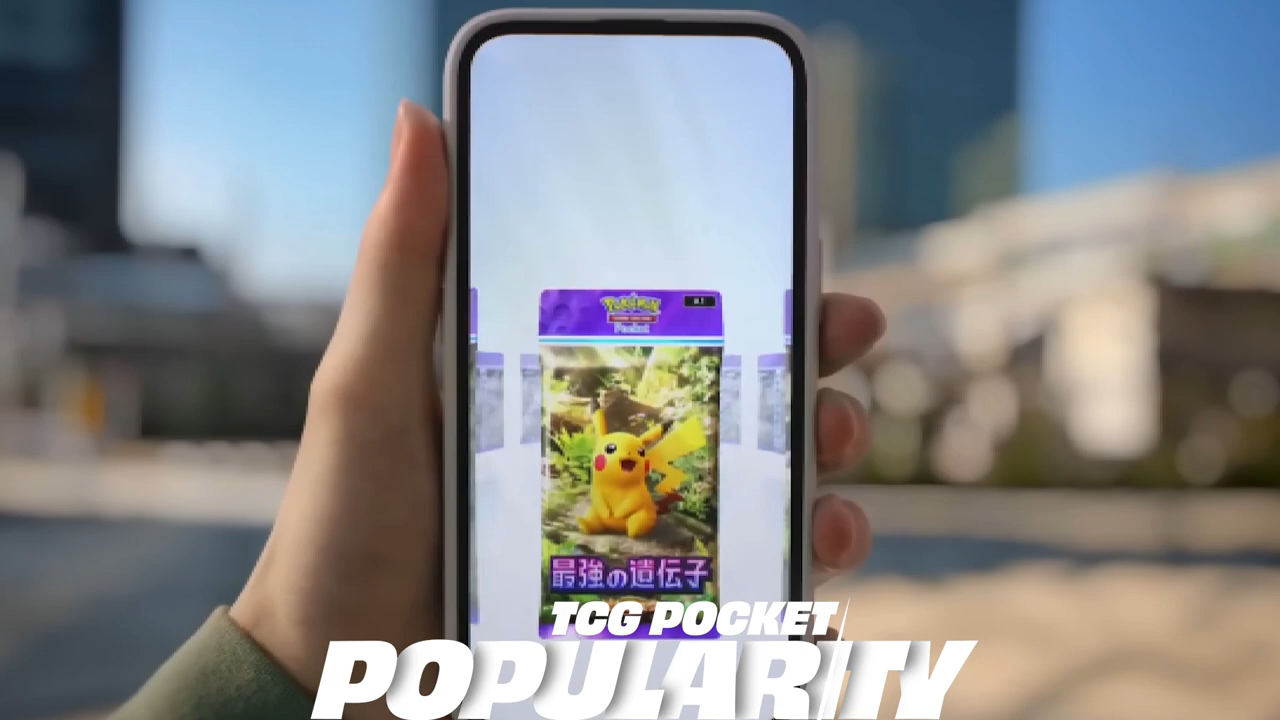 Pokémon
Pocket
最強の遺伝子
TCG POCKET
POPULARITY